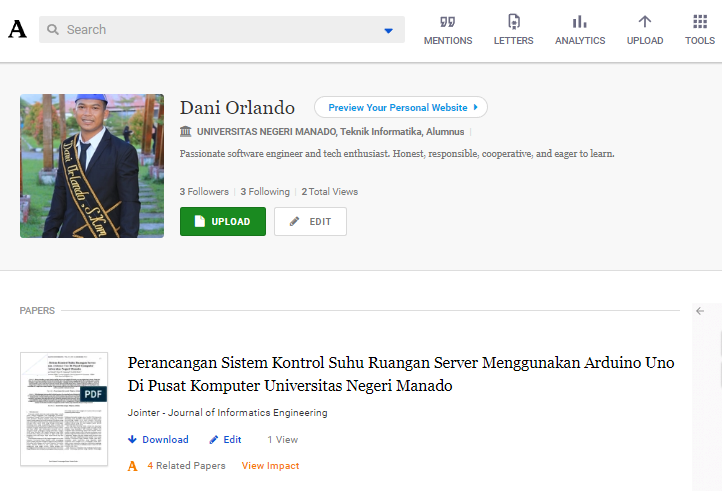 A
Search
MENTIONS
LETTERS
ANALYTICS
UPLOAD
TOOLS
Dani Orlando
Preview Your Personal Website
UNIVERSITAS NEGERI MANADO, Teknik Informatika, Alumnus
Passionate software engineer and tech enthusiast. Honest, responsible, cooperative, and eager to learn.
3 Followers | 3 Following | 2 Total Views
UPLOAD
EDIT
Dani Orlando, S.Kom
PAPERS
PDF
Perancangan Sistem Kontrol Suhu Ruangan Server Menggunakan Arduino Uno
Di Pusat Komputer Universitas Negeri Manado
Jointer - Journal of Informatics Engineering
Download
Edit
1 View
A 4 Related Papers
View Impact